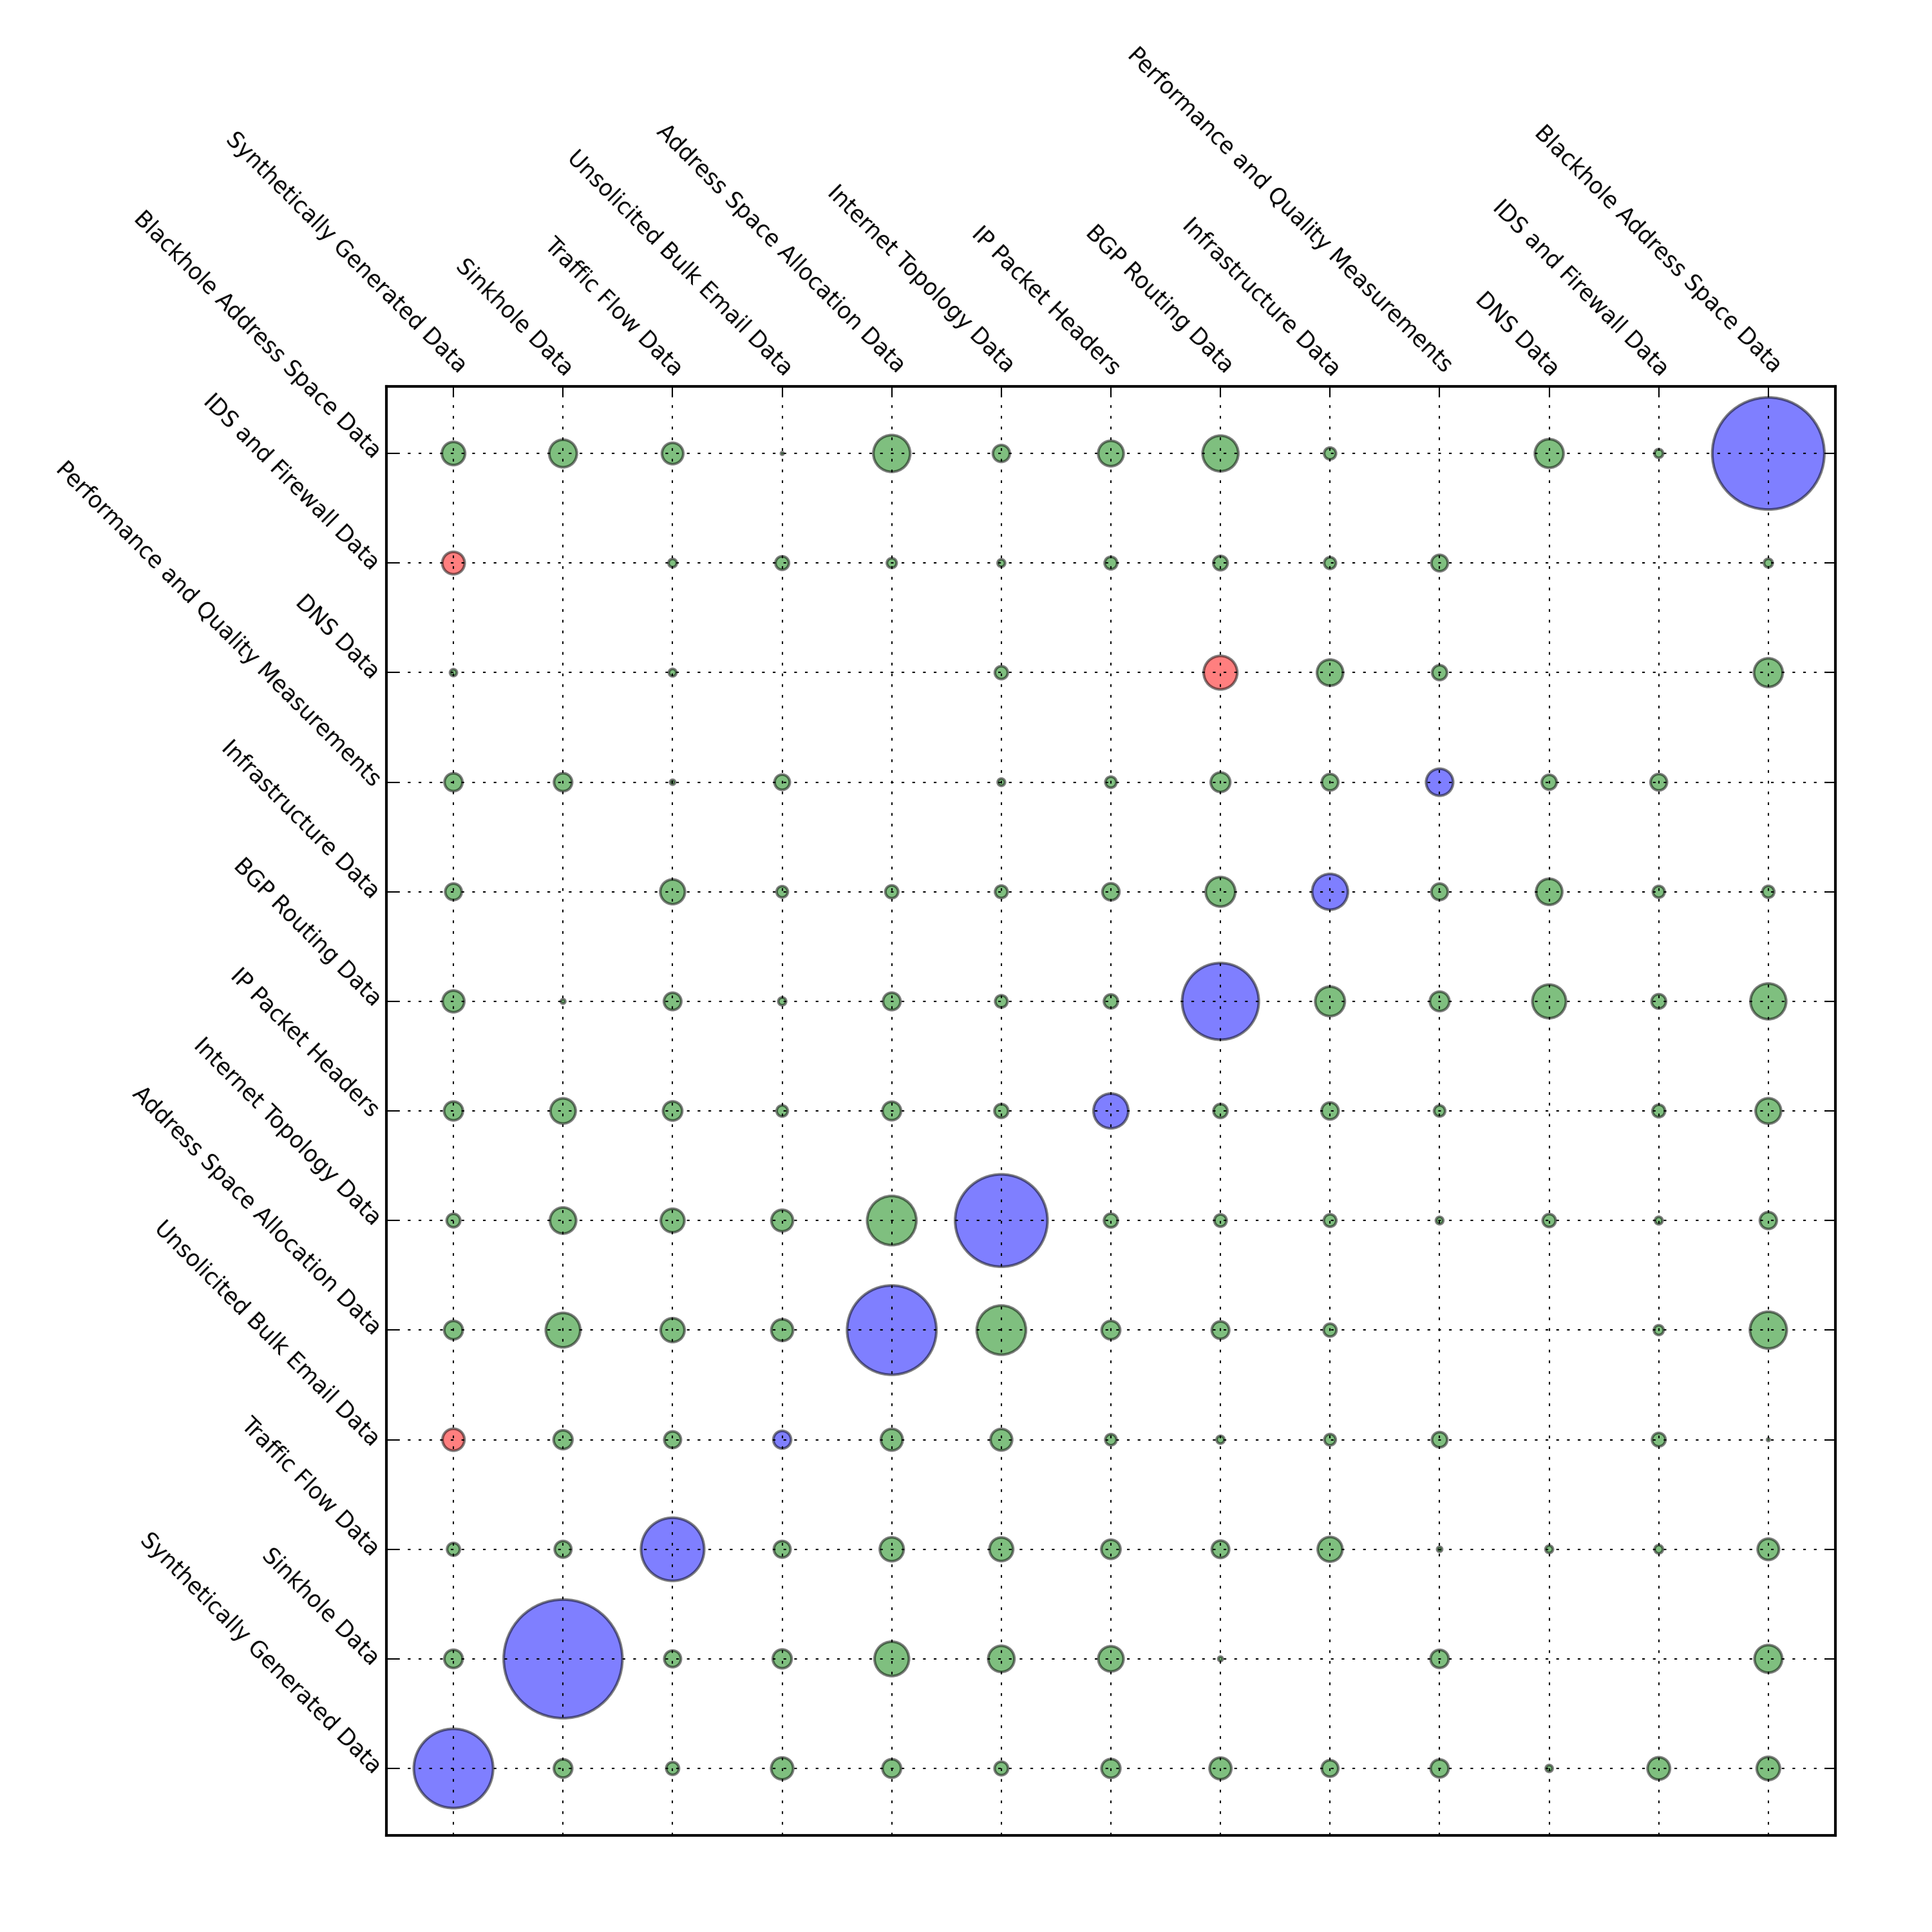 Synthetically Generated Data
Sinkhole Data
Traffic Flow Data
Unsolicited Bulk Email Data
Address Space Allocation Data
Internet Topology Data
IP Packet Headers
BGP Routing Data
Infrastructure Data
Performance and Quality Measurements
DNS Data
IDS and Firewall Data
Blackhole Address Space Data
Blackhole Address Space Data
IDS and Firewall Data
DNS Data
Performance and Quality Measurements
Infrastructure Data
BGP Routing Data
IP Packet Headers
Internet Topology Data
Address Space Allocation Data
Unsolicited Bulk Email Data
Traffic Flow Data
Sinkhole Data
Synthetically Generated Data